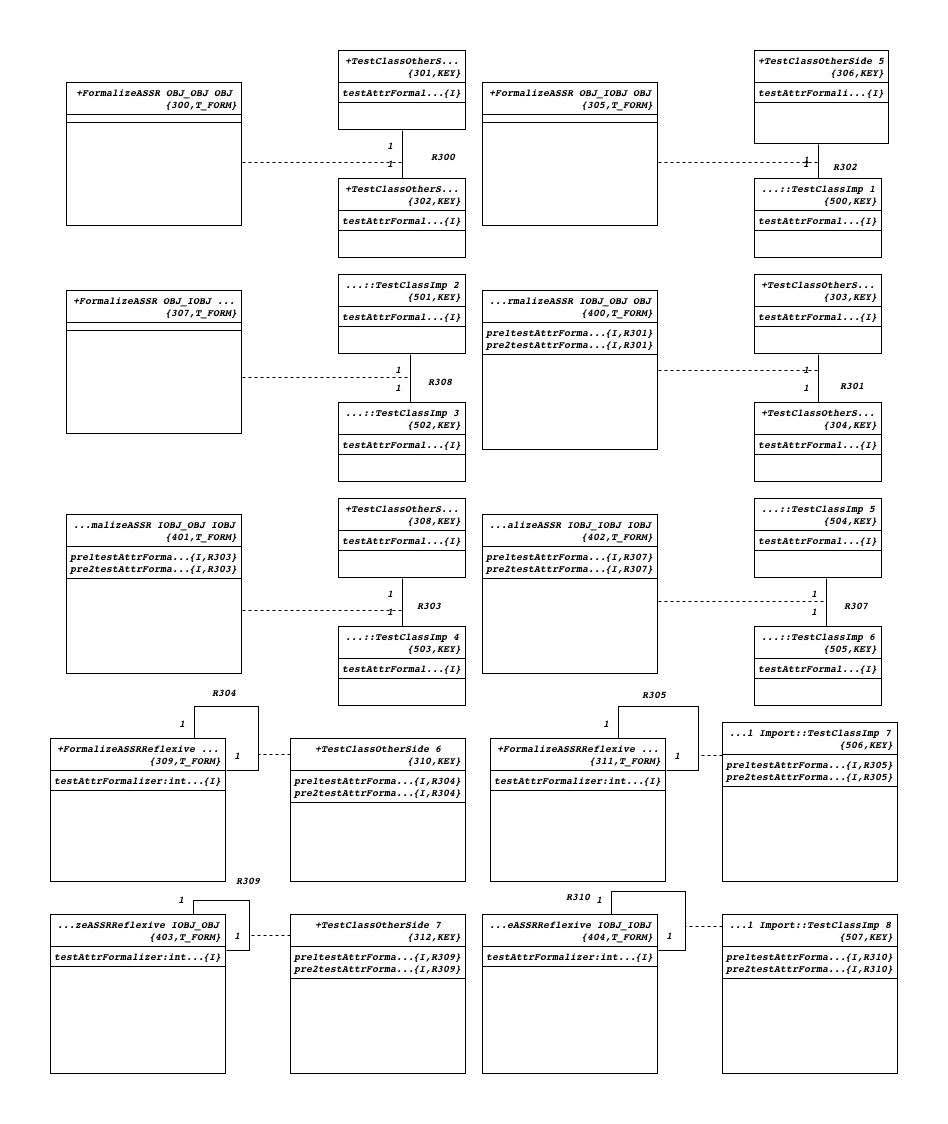 +TestClassOtherS...
{301,KEY}
testAttrFormal...{I}
+FormalizeASSR OBJ_OBJ OBJ
{300,T_FORM}
1
R300
1
+TestClassOtherS...
{302,KEY}
testAttrFormal...{I}
+TestClassOtherSide 5
{306,KEY}
testAttrFormali...{I}
+FormalizeASSR OBJ_IOBJ OBJ
{305,T_FORM}
1
1
R302
...::TestClassImp 1
{500,KEY}
testAttrFormal...{I}
+FormalizeASSR OBJ_IOBJ ...
{307,T_FORM}
...::TestClassImp 2
{501,KEY}
testAttrFormal...{I}
1
1
R308
...::TestClassImp 3
{502,KEY}
testAttrFormal...{I}
...rmalizeASSR IOBJ_OBJ OBJ
{400,T_FORM}
pre1testAttrForma...{I,R301}
pre2testAttrForma...{I,R301}
+TestClassOtherS...
{303,KEY}
testAttrFormal...{I}
1
1
R301
+TestClassOtherS...
{304,KEY}
testAttrFormal...{I}
...malizeASSR IOBJ_OBJ IOBJ
{401,T_FORM}
pre1testAttrForma...{I,R303}
pre2testAttrForma...{I,R303}
+TestClassOtherS...
{308,KEY}
testAttrFormal...{I}
1
1
R303
...::TestClassImp 4
{503,KEY}
testAttrFormal...{I}
...alizeASSR IOBJ_IOBJ IOBJ
{402,T_FORM}
pre1testAttrForma...{I,R307}
pre2testAttrForma...{I,R307}
...::TestClassImp 5
{504,KEY}
testAttrFormal...{I}
1
1
R307
...::TestClassImp 6
{505,KEY}
testAttrFormal...{I}
R304
1
1
+FormalizeASSRReflexive ...
{309,T_FORM}
testAttrFormalizer:int...{I}
+TestClassOtherSide 6
{310,KEY}
pre1testAttrForma...{I,R304}
pre2testAttrForma...{I,R304}
R305
1
1
+FormalizeASSRReflexive ...
{311,T_FORM}
testAttrFormalizer:int...{I}
...l Import::TestClassImp 7
{506,KEY}
pre1testAttrForma...{I,R305}
pre2testAttrForma...{I,R305}
R309
1
1
...zeASSRReflexive IOBJ_OBJ
{403,T_FORM}
testAttrFormalizer:int...{I}
+TestClassOtherSide 7
{312,KEY}
pre1testAttrForma...{I,R309}
pre2testAttrForma...{I,R309}
R310
1
1
...eASSRReflexive IOBJ_IOBJ
{404,T_FORM}
testAttrFormalizer:int...{I}
...l Import::TestClassImp 8
{507,KEY}
pre1testAttrForma...{I,R310}
pre2testAttrForma...{I,R310}